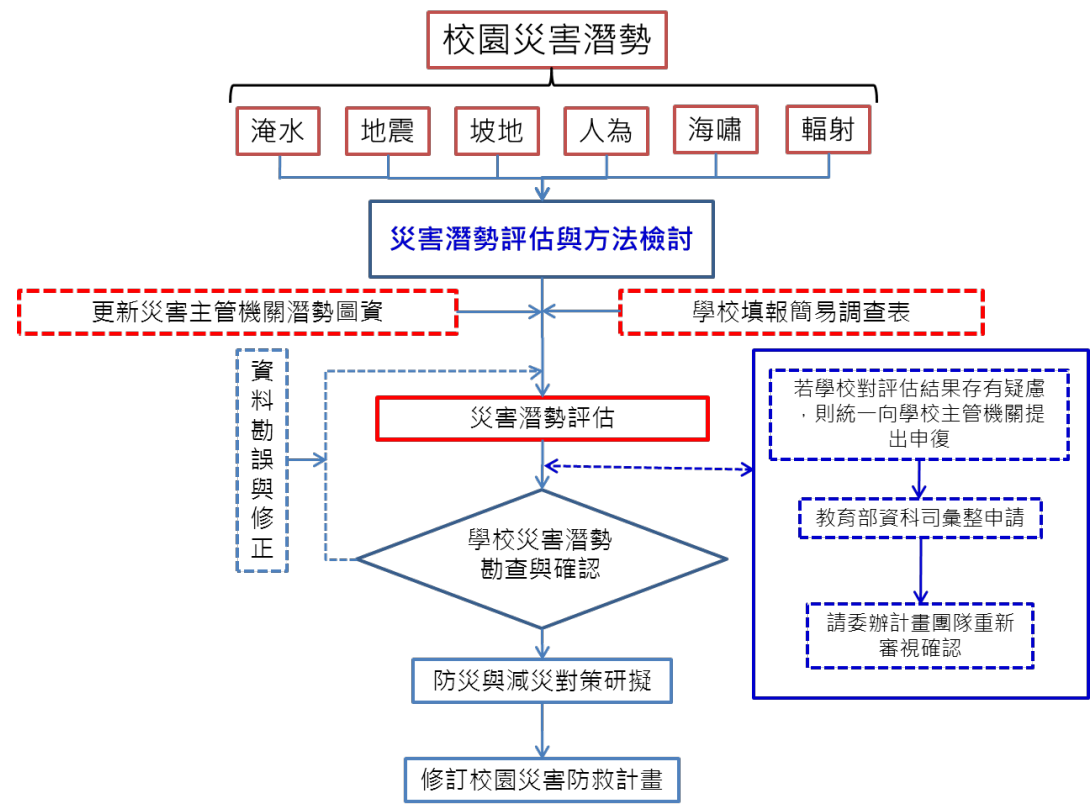 校園災害潛勢
淹水
地震
坡地
人為
海嘯
輻射
災害潛勢評估與方法檢討
更新災害主管機關潛勢圖資
學校填報簡易調查表
資料勘誤與修正
災害潛勢評估
若學校對評估結果存有疑慮
，則統一向學校主管機關提
出申復
教育部資科司彙整申請
學校災害潛勢
勘查與確認
請委辦計畫團隊重新
審視確認
防災與減災對策研擬
修訂校園災害防救計畫